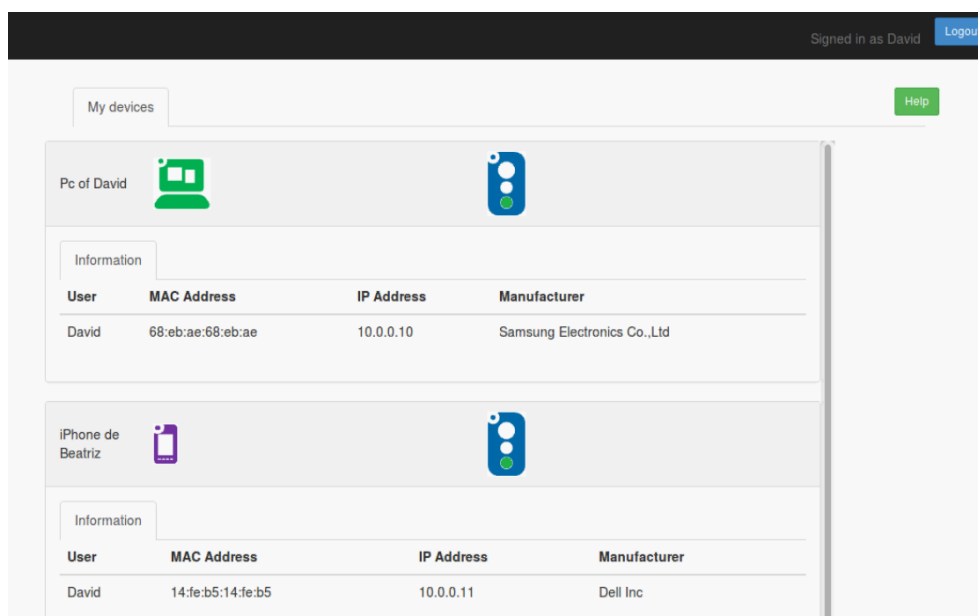 Signed in as David Logou
My devices Help
Pc of David
Information
User MAC Address IP Address Manufacturer
David 68:eb:ae:68:eb:ae 10.0.0.10 Samsung Electronics Co.,Ltd
iPhone de
Beatriz
Information
User MAC Address IP Address Manufacturer
David 14:fe:b5:14:fe:b5 10.0.0.11 Dell Inc